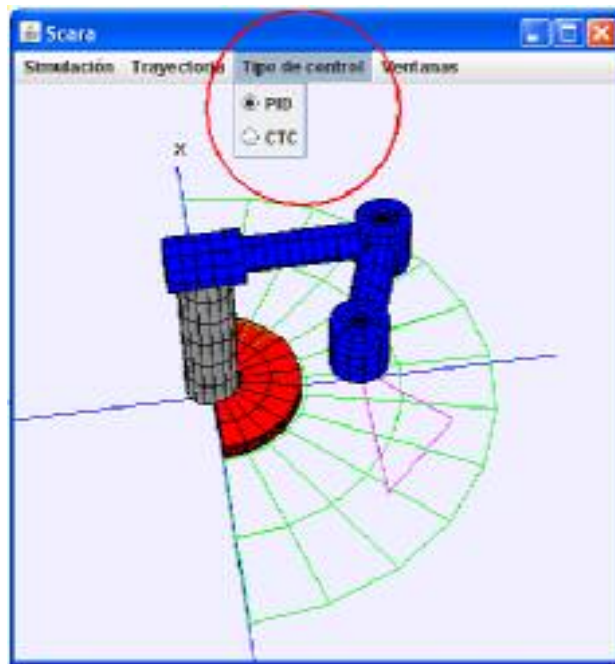 Scara
Simulación Trayectoria Tipo de control Ventanas
PID
CTC
X